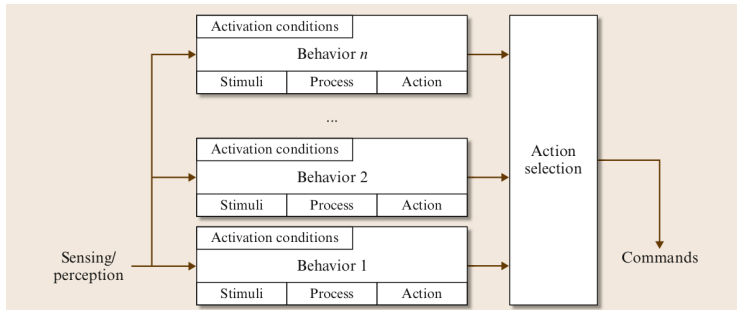 Activation conditions
Behavior n
Stimuli Process Action
...
Activation conditions
Behavior 2
Stimuli Process Action
Activation conditions
Behavior 1
Stimuli Process Action
Sensing/
perception
Action
selection
Commands